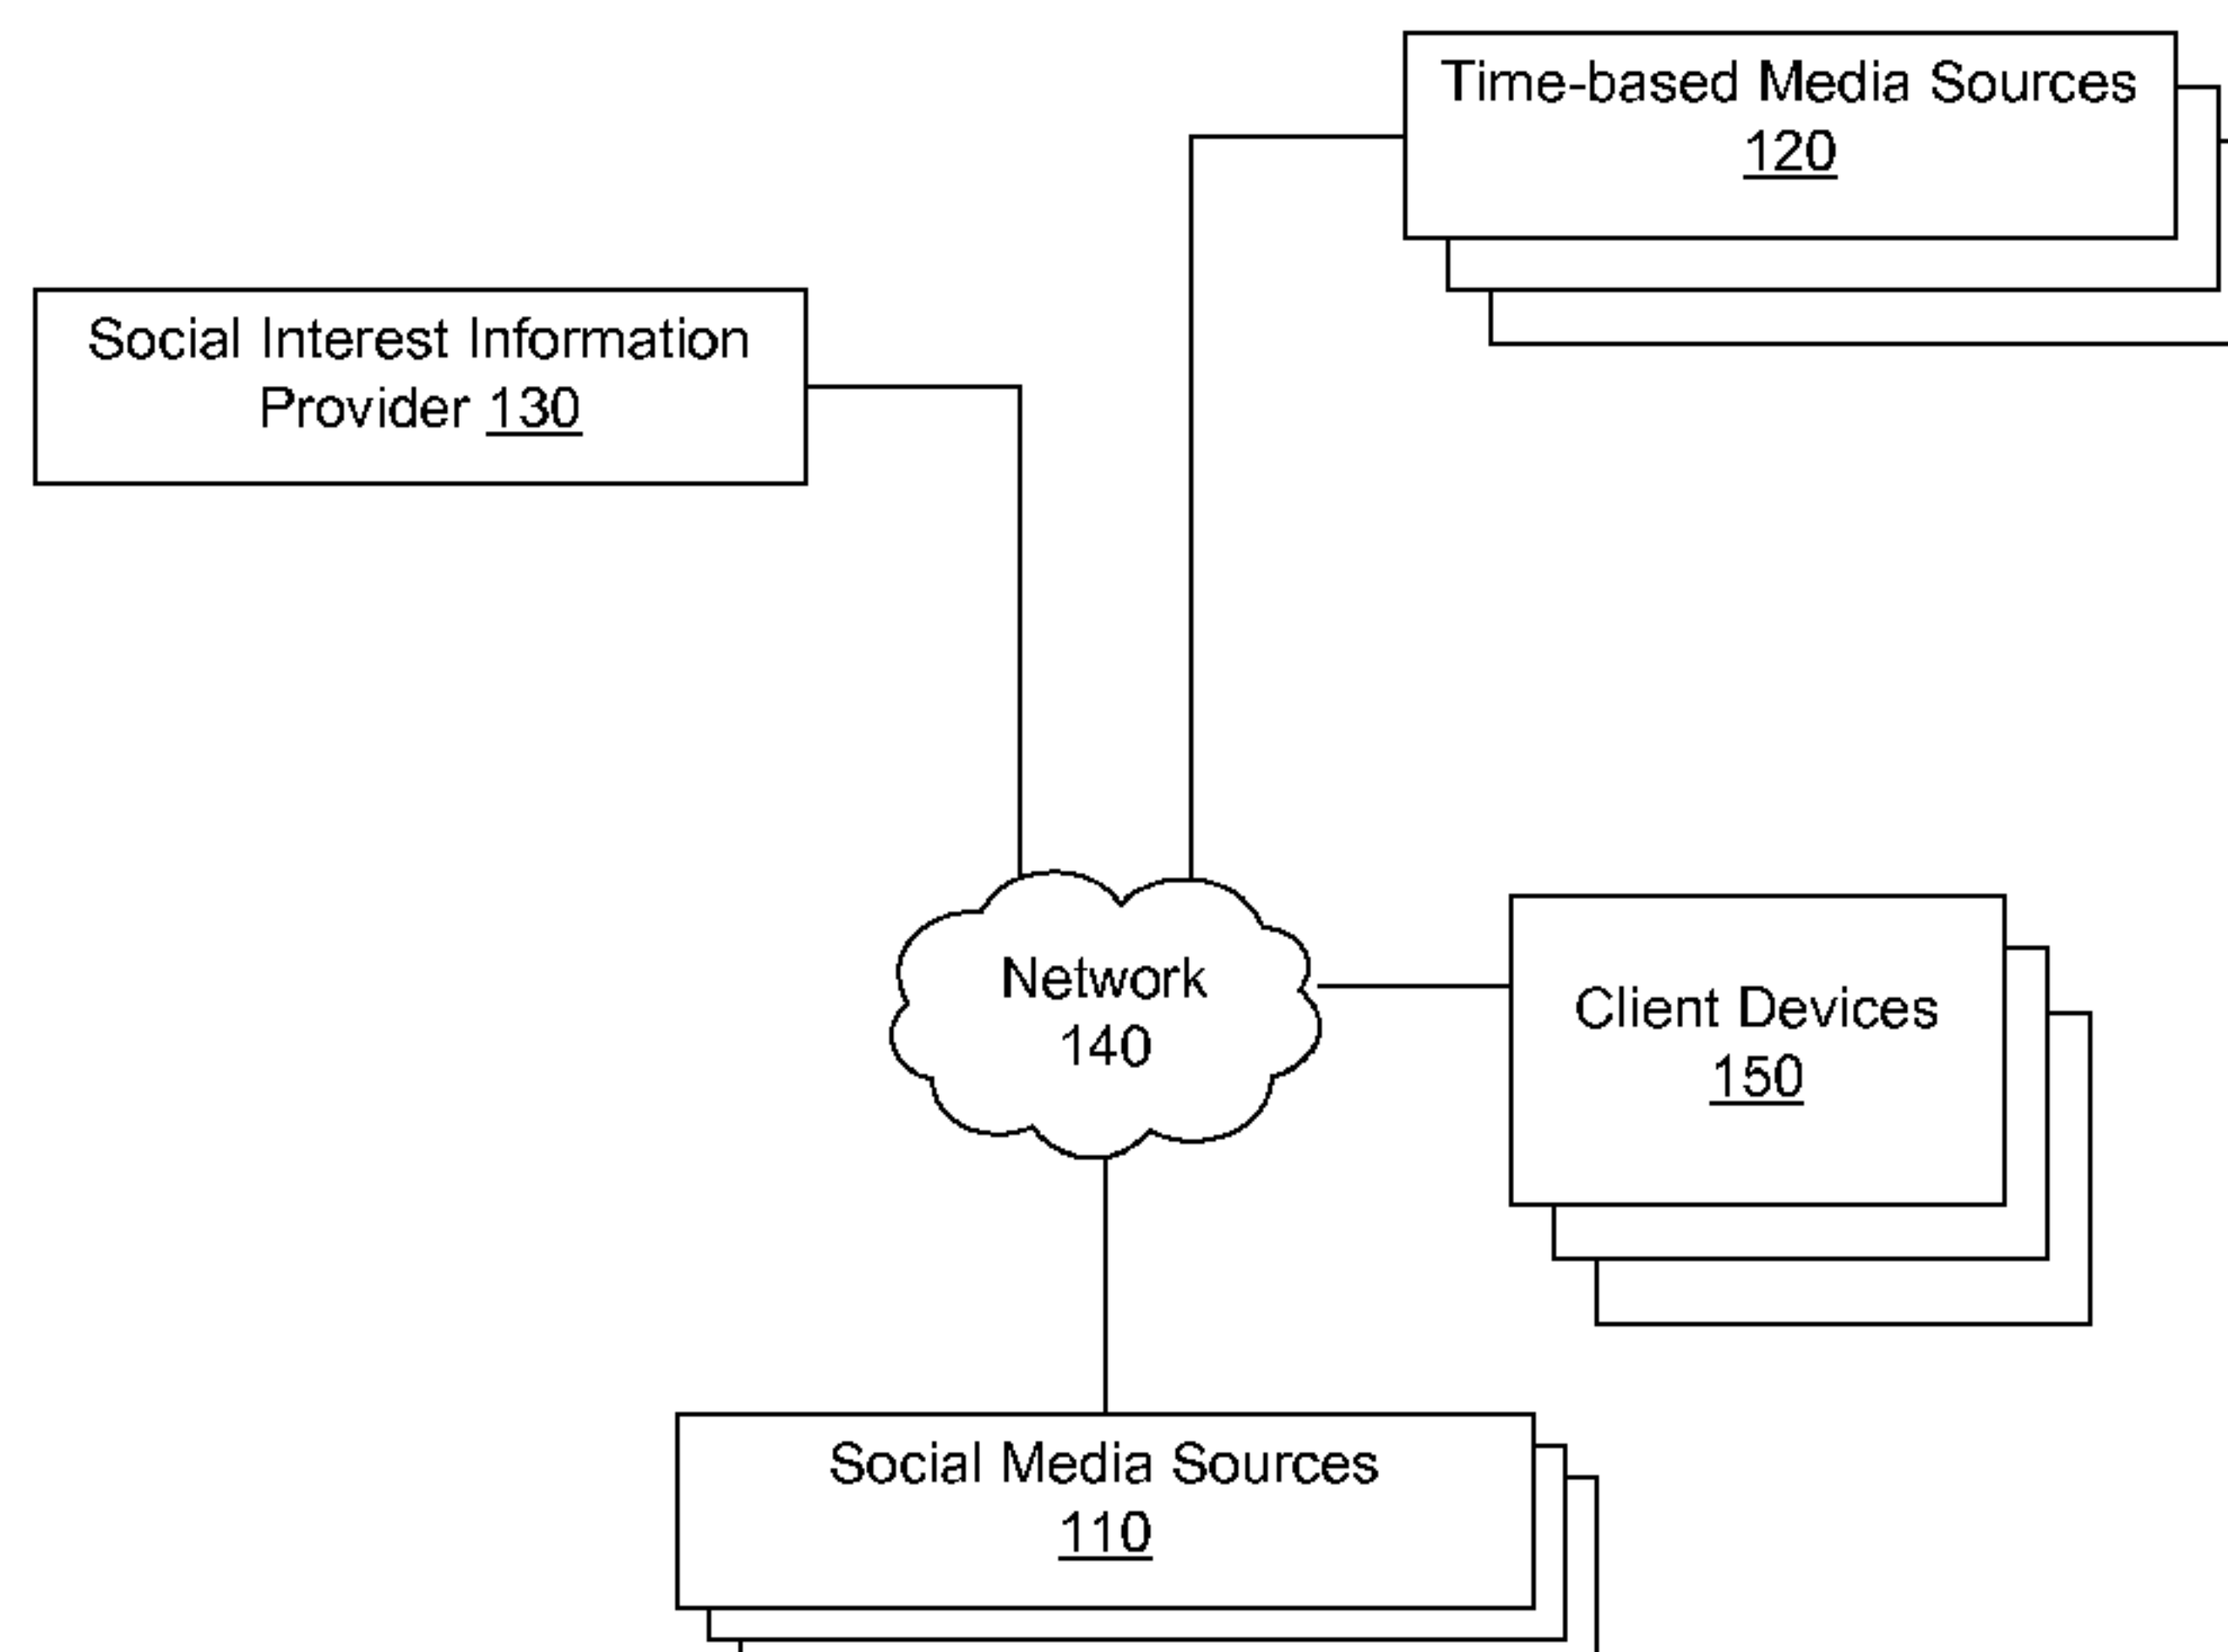 Time-based Media Sources
120
Social Interest Information
Provider 130
Network
140
Client Devices
150
Social Media Sources
110